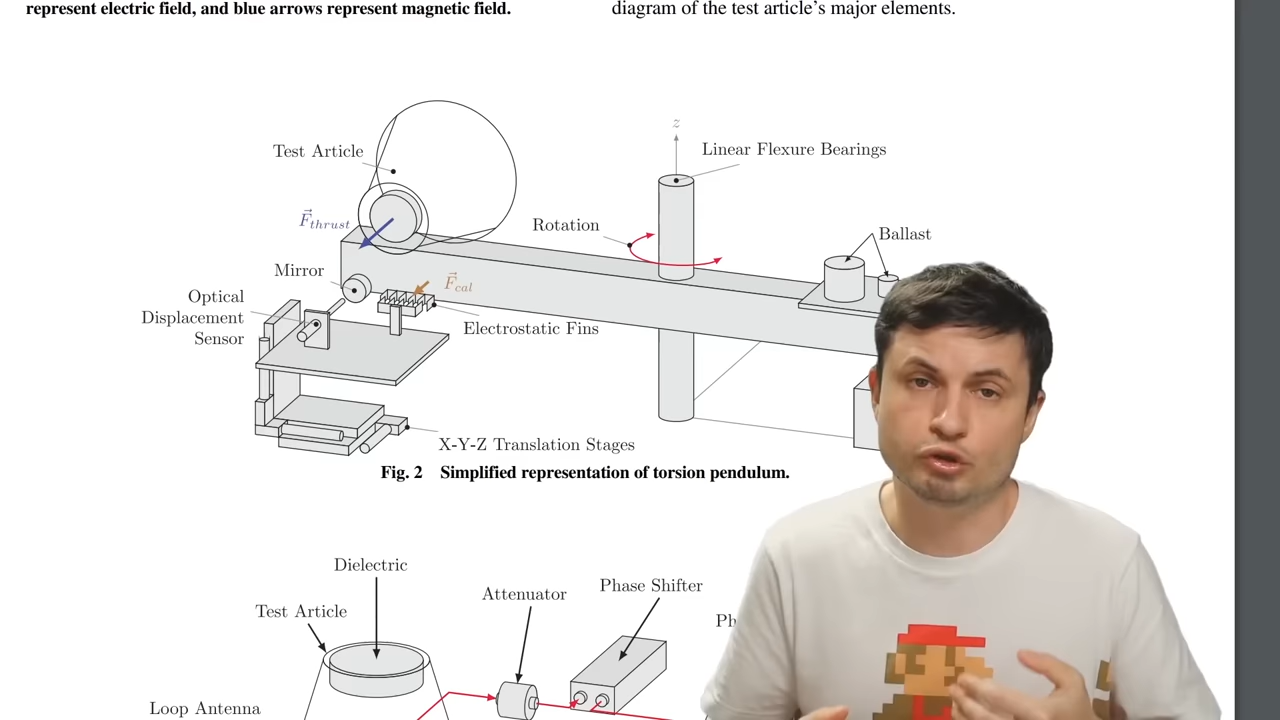 represent electric field, and blue arrows represent magnetic field.
diagram of the test article's major elements.
z
Test Article
Linear Flexure Bearings
F⃗thrust
Rotation
Ballast
Mirror
F⃗cal
Optical
Displacement
Sensor
Electrostatic Fins
X-Y-Z Translation Stages
Fig. 2 Simplified representation of torsion pendulum.
Dielectric
Attenuator
Phase Shifter
Test Article
Ph
Loop Antenna